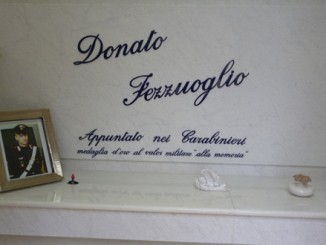 Donato
Fezzuoglio
Appuntato nei Carabinieri
medaglia d'oro al valor militare "alla memoria"